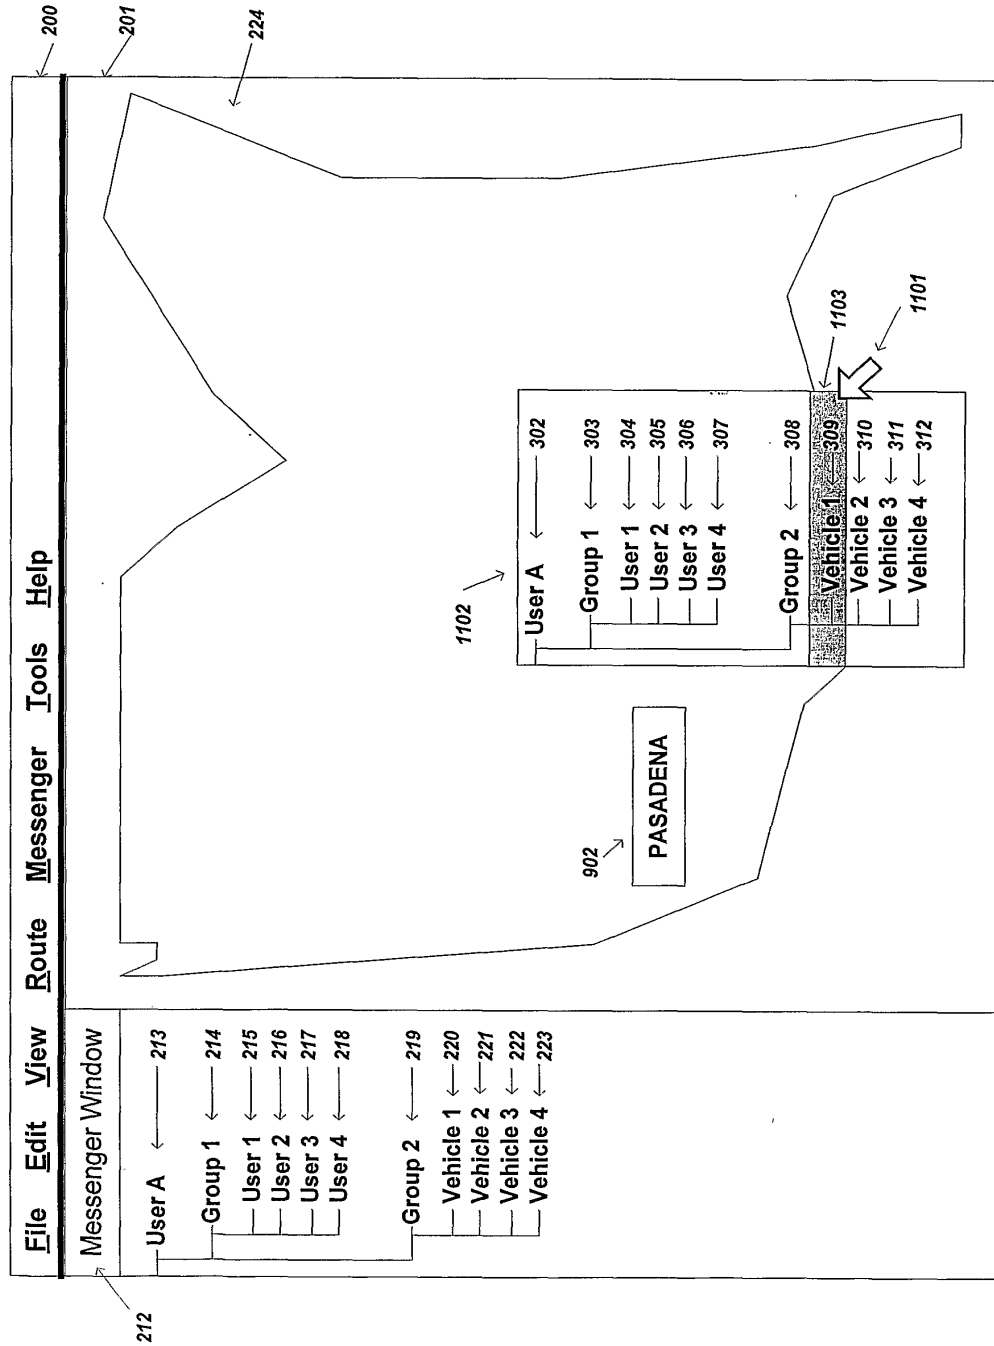 File Edit View Route Messenger Tools Help
200
201
212
Messenger Window
224
User A 213
Group 1 214
User 1 215
User 2 216
User 3 217
User 4 218
Group 2 219
Vehicle 1 220
Vehicle 2 221
Vehicle 3 222
Vehicle 4 223
902
PASADENA
1102
User A 302
Group 1 303
User 1 304
User 2 305
User 3 306
User 4 307
Group 2 308
Vehicle 1 309
Vehicle 2 310
Vehicle 3 311
Vehicle 4 312
1103
1101